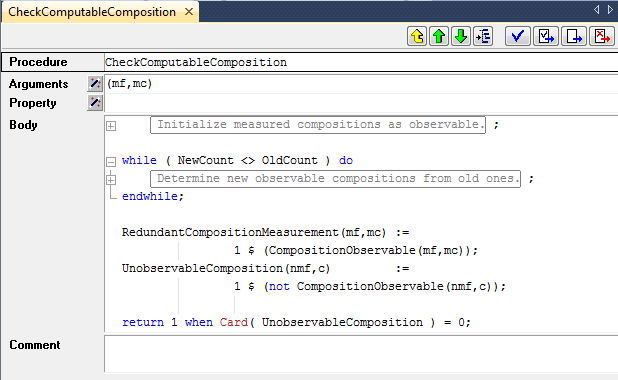 CheckComputableComposition ×
Procedure CheckComputableComposition
Arguments (mf,mc)
Property
Body Initialize measured compositions as observable. ;
while ( NewCount <> OldCount ) do
Determine new observable compositions from old ones. ;
endwhile;
RedundantCompositionMeasurement(mf,mc) :=
1 $ (CompositionObservable(mf,mc));
UnobservableComposition(nmf,c) :=
1 $ (not CompositionObservable(nmf,c));
return 1 when Card( UnobservableComposition ) = 0;
Comment